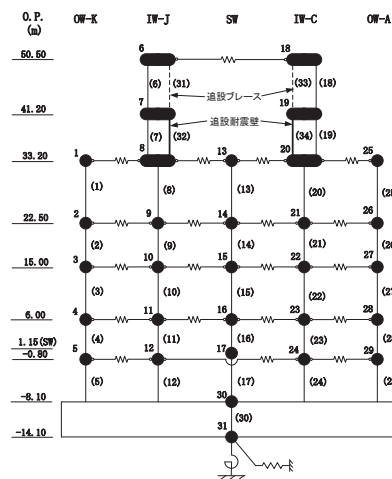 O.P. OW-K IW-J SW IW-C OW-A
(m)
6 18
50.50
(6) (31) (33) (18)
追設ブレース
7 19
41.20
追設耐震壁
(7) (32) (34) (19)
1 8 13 20 25
33.20
(1) (8) (13) (20)
2 9 14 21 26
22.50
(2) (9) (14) (21)
3 10 15 22 27
15.00
(3) (10) (15) (22)
4 11 16 23 28
6.00
(4) (11) (16) (23)
1.15(SW)
5 12 17 24 29
-0.80
(5) (12) (17) (24)
30
-8.10
(30)
31
-14.10